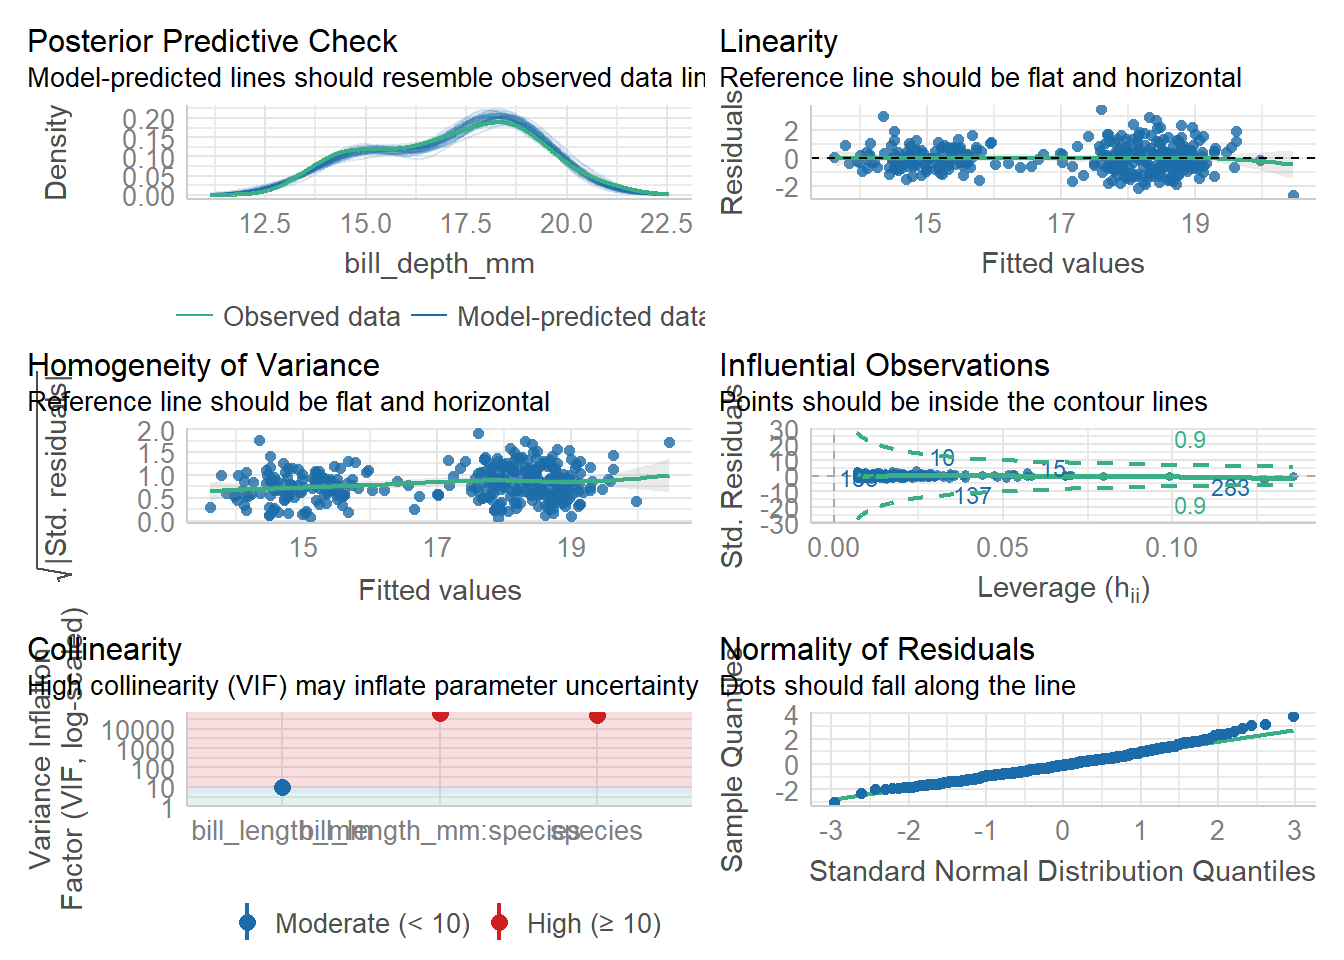 Posterior Predictive Check
Model-predicted lines should resemble observed data lin
Density
0.20
0.15
0.10
0.05
0.00
12.5 15.0 17.5 20.0 22.5
bill_depth_mm
Observed data Model-predicted data
Linearity
Reference line should be flat and horizontal
Residuals
2
0
-2
15 17 19
Fitted values
Homogeneity of Variance
Reference line should be flat and horizontal
√|Std. residuals|
2.0
1.5
1.0
0.5
0.0
15 17 19
Fitted values
Influential Observations
Points should be inside the contour lines
Std. Residuals
30
20
10
0
-10
-20
-30
0.9
10
15
137
283
0.9
0.00 0.05 0.10
Leverage (hii)
Collinearity
High collinearity (VIF) may inflate parameter uncertainty
Variance Inflation
Factor (VIF, log-scaled)
10000
1000
100
10
1
bill_length_mm bill_length_mm:species species
Moderate (< 10) High (≥ 10)
Normality of Residuals
Dots should fall along the line
Sample Quantiles
4
2
0
-2
-3 -2 -1 0 1 2 3
Standard Normal Distribution Quantiles